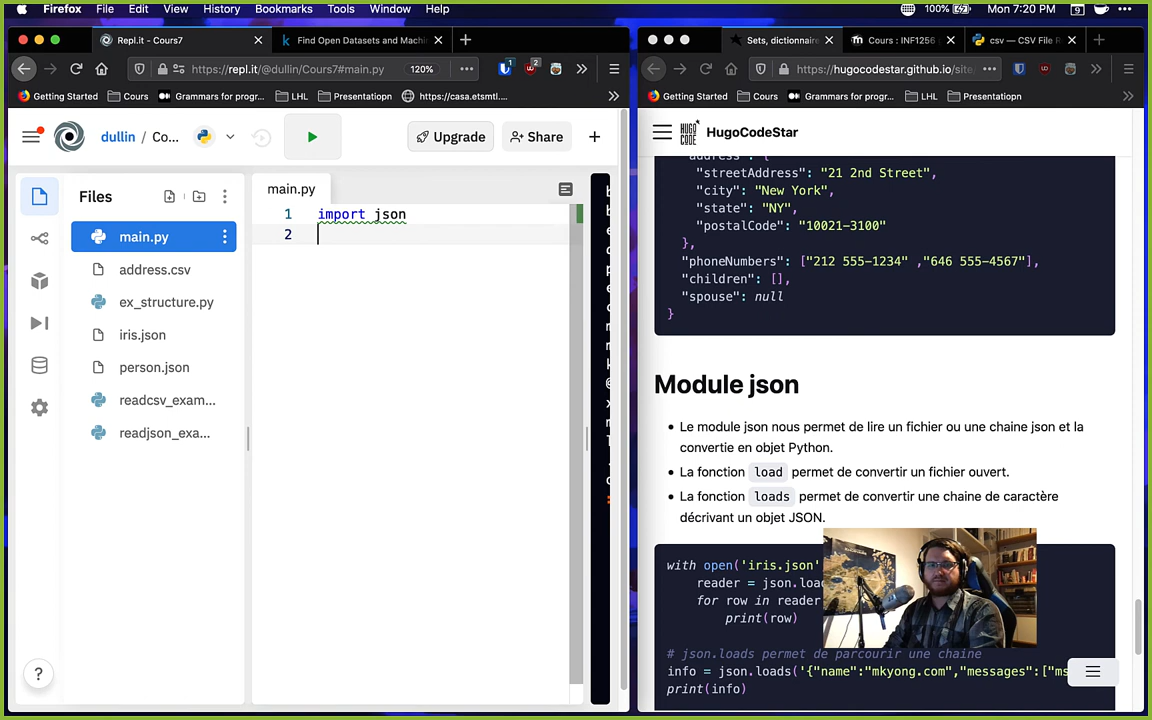 Firefox File Edit View History Bookmarks Tools Window Help
100% Mon 7:20 PM
Repl.it - Cours7
Find Open Datasets and Machi
https://repl.it/@dullin/Cours7#main.py 120%
Getting Started Cours Grammars for progr... LHL Presentatiopn https://casa.etsmtl....
dullin / Co... Upgrade Share
Files
main.py
address.csv
ex_structure.py
iris.json
person.json
readcsv_exam...
readjson_exa...
?
main.py
1 import json
2
Sets, dictionnaire
Cours : INF1256
csv — CSV File R
https://hugocodestar.github.io/site
Getting Started Cours Grammars for progr... LHL Presentatiopn
HUGO CODE
HugoCodeStar
"address": {
"streetAddress": "21 2nd Street",
"city": "New York",
"state": "NY",
"postalCode": "10021-3100"
},
"phoneNumbers": ["212 555-1234" ,"646 555-4567"],
"children": [],
"spouse": null
}
Module json
Le module json nous permet de lire un fichier ou une chaine json et la
convertie en objet Python.
La fonction load permet de convertir un fichier ouvert.
La fonction loads permet de convertir une chaine de caractère
décrivant un objet JSON.
with open('iris.json'
reader = json.loa
for row in reader
print(row)
# json.loads permet de parcourir une chaine
info = json.loads('{"name":"mkyong.com","messages":["ms
print(info)